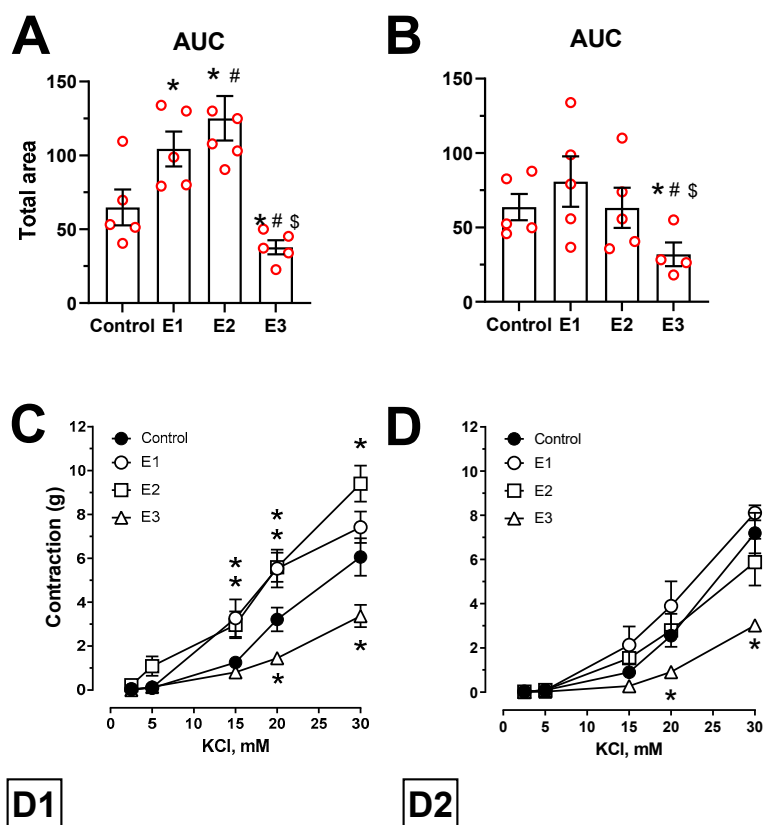 A
AUC
Total area
150
100
50
0
* * # * # $
Control E1 E2 E3
B
AUC
150
100
50
0
* # $
Control E1 E2 E3
C
Contraction (g)
12
10
8
6
4
2
0
Control
E1
E2
E3
*
*
*
*
*
*
*
0 5 10 15 20 25 30
KCl, mM
D
12
10
8
6
4
2
0
Control
E1
E2
E3
*
*
0 5 10 15 20 25 30
KCl, mM
D1
D2